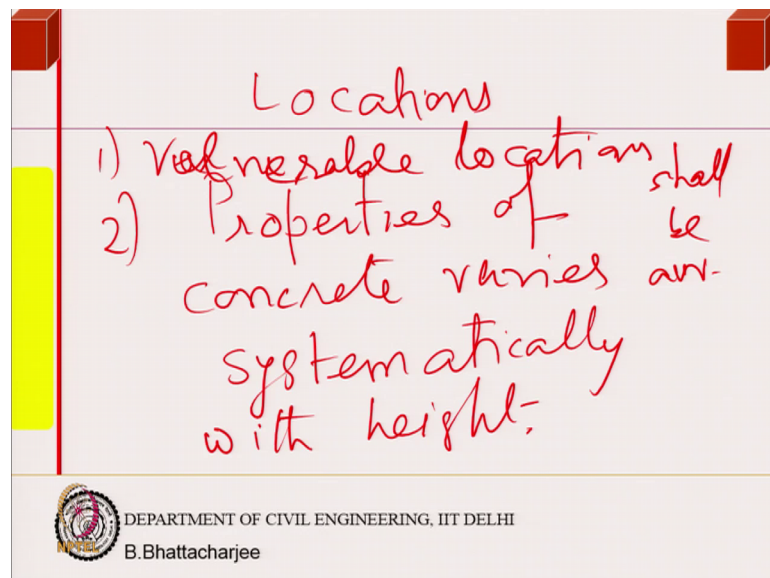 Locations
1) Vulnerable locations shall be
2) Properties of
concrete varies
systematically
with height.
NPTEL
DEPARTMENT OF CIVIL ENGINEERING, IIT DELHI
B.Bhattacharjee